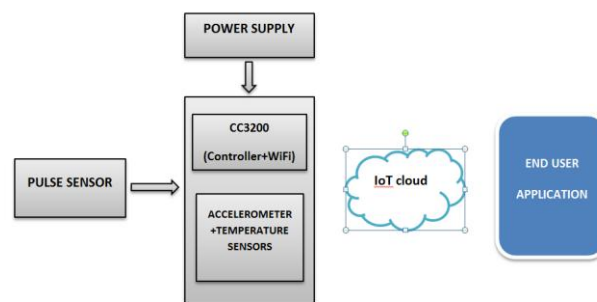 POWER SUPPLY
CC3200
(Controller+WiFi)
PULSE SENSOR
ACCELEROMETER
+TEMPERATURE
SENSORS
IoT cloud
END USER
APPLICATION